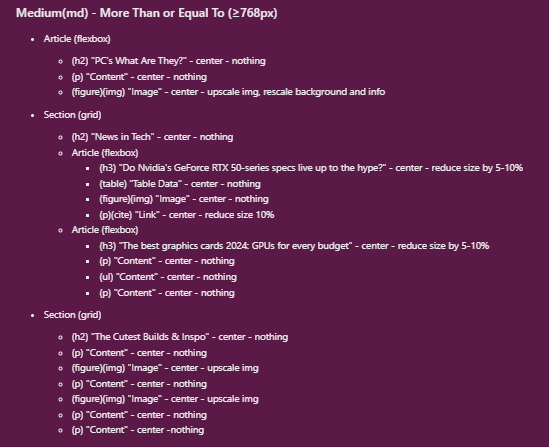 Medium(md) - More Than or Equal To (≥768px)
Article (flexbox)
(h2) "PC's What Are They?" - center - nothing
(p) "Content" - center - nothing
(figure)(img) "Image" - center - upscale img, rescale background and info
Section (grid)
(h2) "News in Tech" - center - nothing
Article (flexbox)
(h3) "Do Nvidia's GeForce RTX 50-series specs live up to the hype?" - center - reduce size by 5-10%
(table) "Table Data" - center - nothing
(figure)(img) "Image" - center - nothing
(p)(cite) "Link" - center - reduce size 10%
Article (flexbox)
(h3) "The best graphics cards 2024: GPUs for every budget" - center - reduce size by 5-10%
(p) "Content" - center - nothing
(ul) "Content" - center - nothing
(p) "Content" - center - nothing
Section (grid)
(h2) "The Cutest Builds & Inspo" - center - nothing
(p) "Content" - center - nothing
(figure)(img) "Image" - center - upscale img
(p) "Content" - center - nothing
(figure)(img) "Image" - center - upscale img
(p) "Content" - center - nothing
(p) "Content" - center -nothing